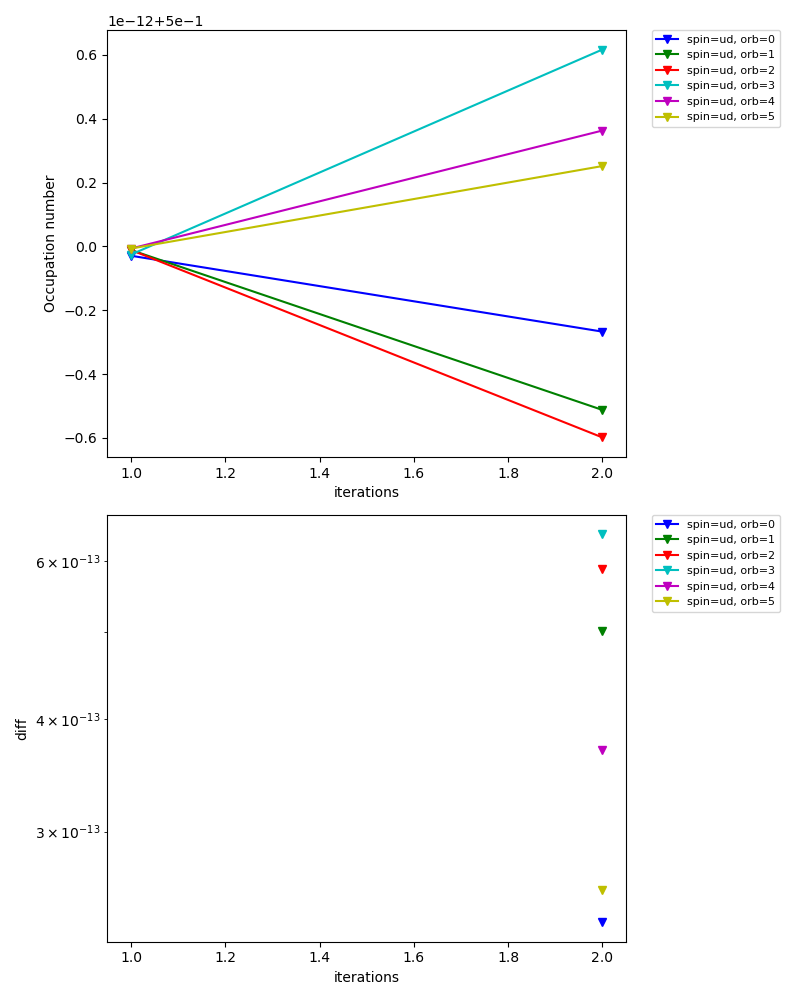 1e−12+5e−1
0.6
0.4
0.2
0.0
−0.2
−0.4
−0.6
Occupation number
1.0 1.2 1.4 1.6 1.8 2.0
iterations
spin=ud, orb=0
spin=ud, orb=1
spin=ud, orb=2
spin=ud, orb=3
spin=ud, orb=4
spin=ud, orb=5
6 × 10⁻¹³
4 × 10⁻¹³
3 × 10⁻¹³
diff
1.0 1.2 1.4 1.6 1.8 2.0
iterations
spin=ud, orb=0
spin=ud, orb=1
spin=ud, orb=2
spin=ud, orb=3
spin=ud, orb=4
spin=ud, orb=5